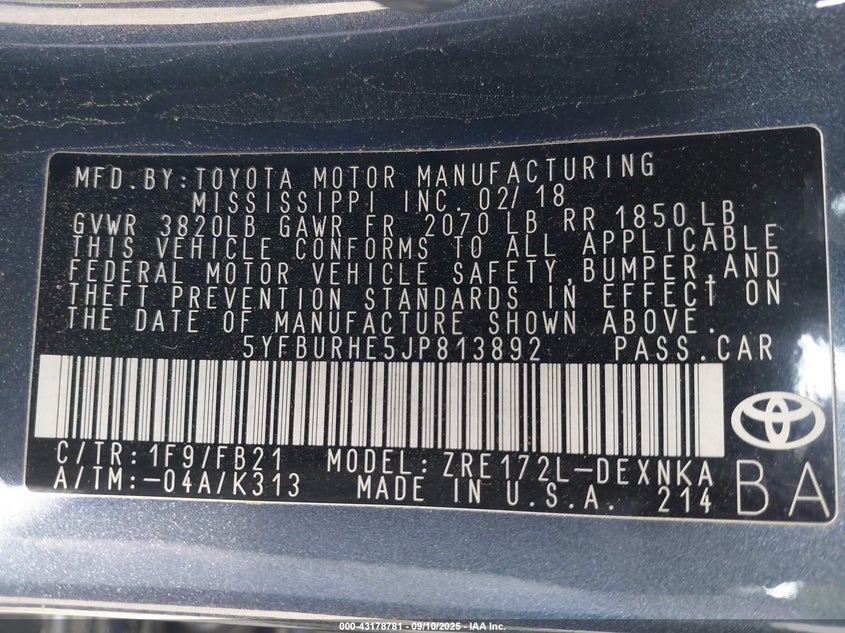 MFD.BY:TOYOTA MOTOR MANUFACTURING
MISSISSIPPI INC. 02/18
GVWR 3820LB GAWR FR 2070 LB RR 1850 LB
THIS VEHICLE CONFORMS TO ALL APPLICABLE
FEDERAL MOTOR VEHICLE SAFETY,BUMPER,AND
THEFT PREVENTION STANDARDS IN EFFECT ON
THE DATE OF MANUFACTURE SHOWN ABOVE.
5YFBURHE5JP813892 PASS.CAR
C/TR:1F9/FB21 MODEL:ZRE172L-DEXNKA
A/TM:-04A/K313 MADE IN U.S.A. 214
BA
000-43178781 - 09/10/2025 - IAA Inc.